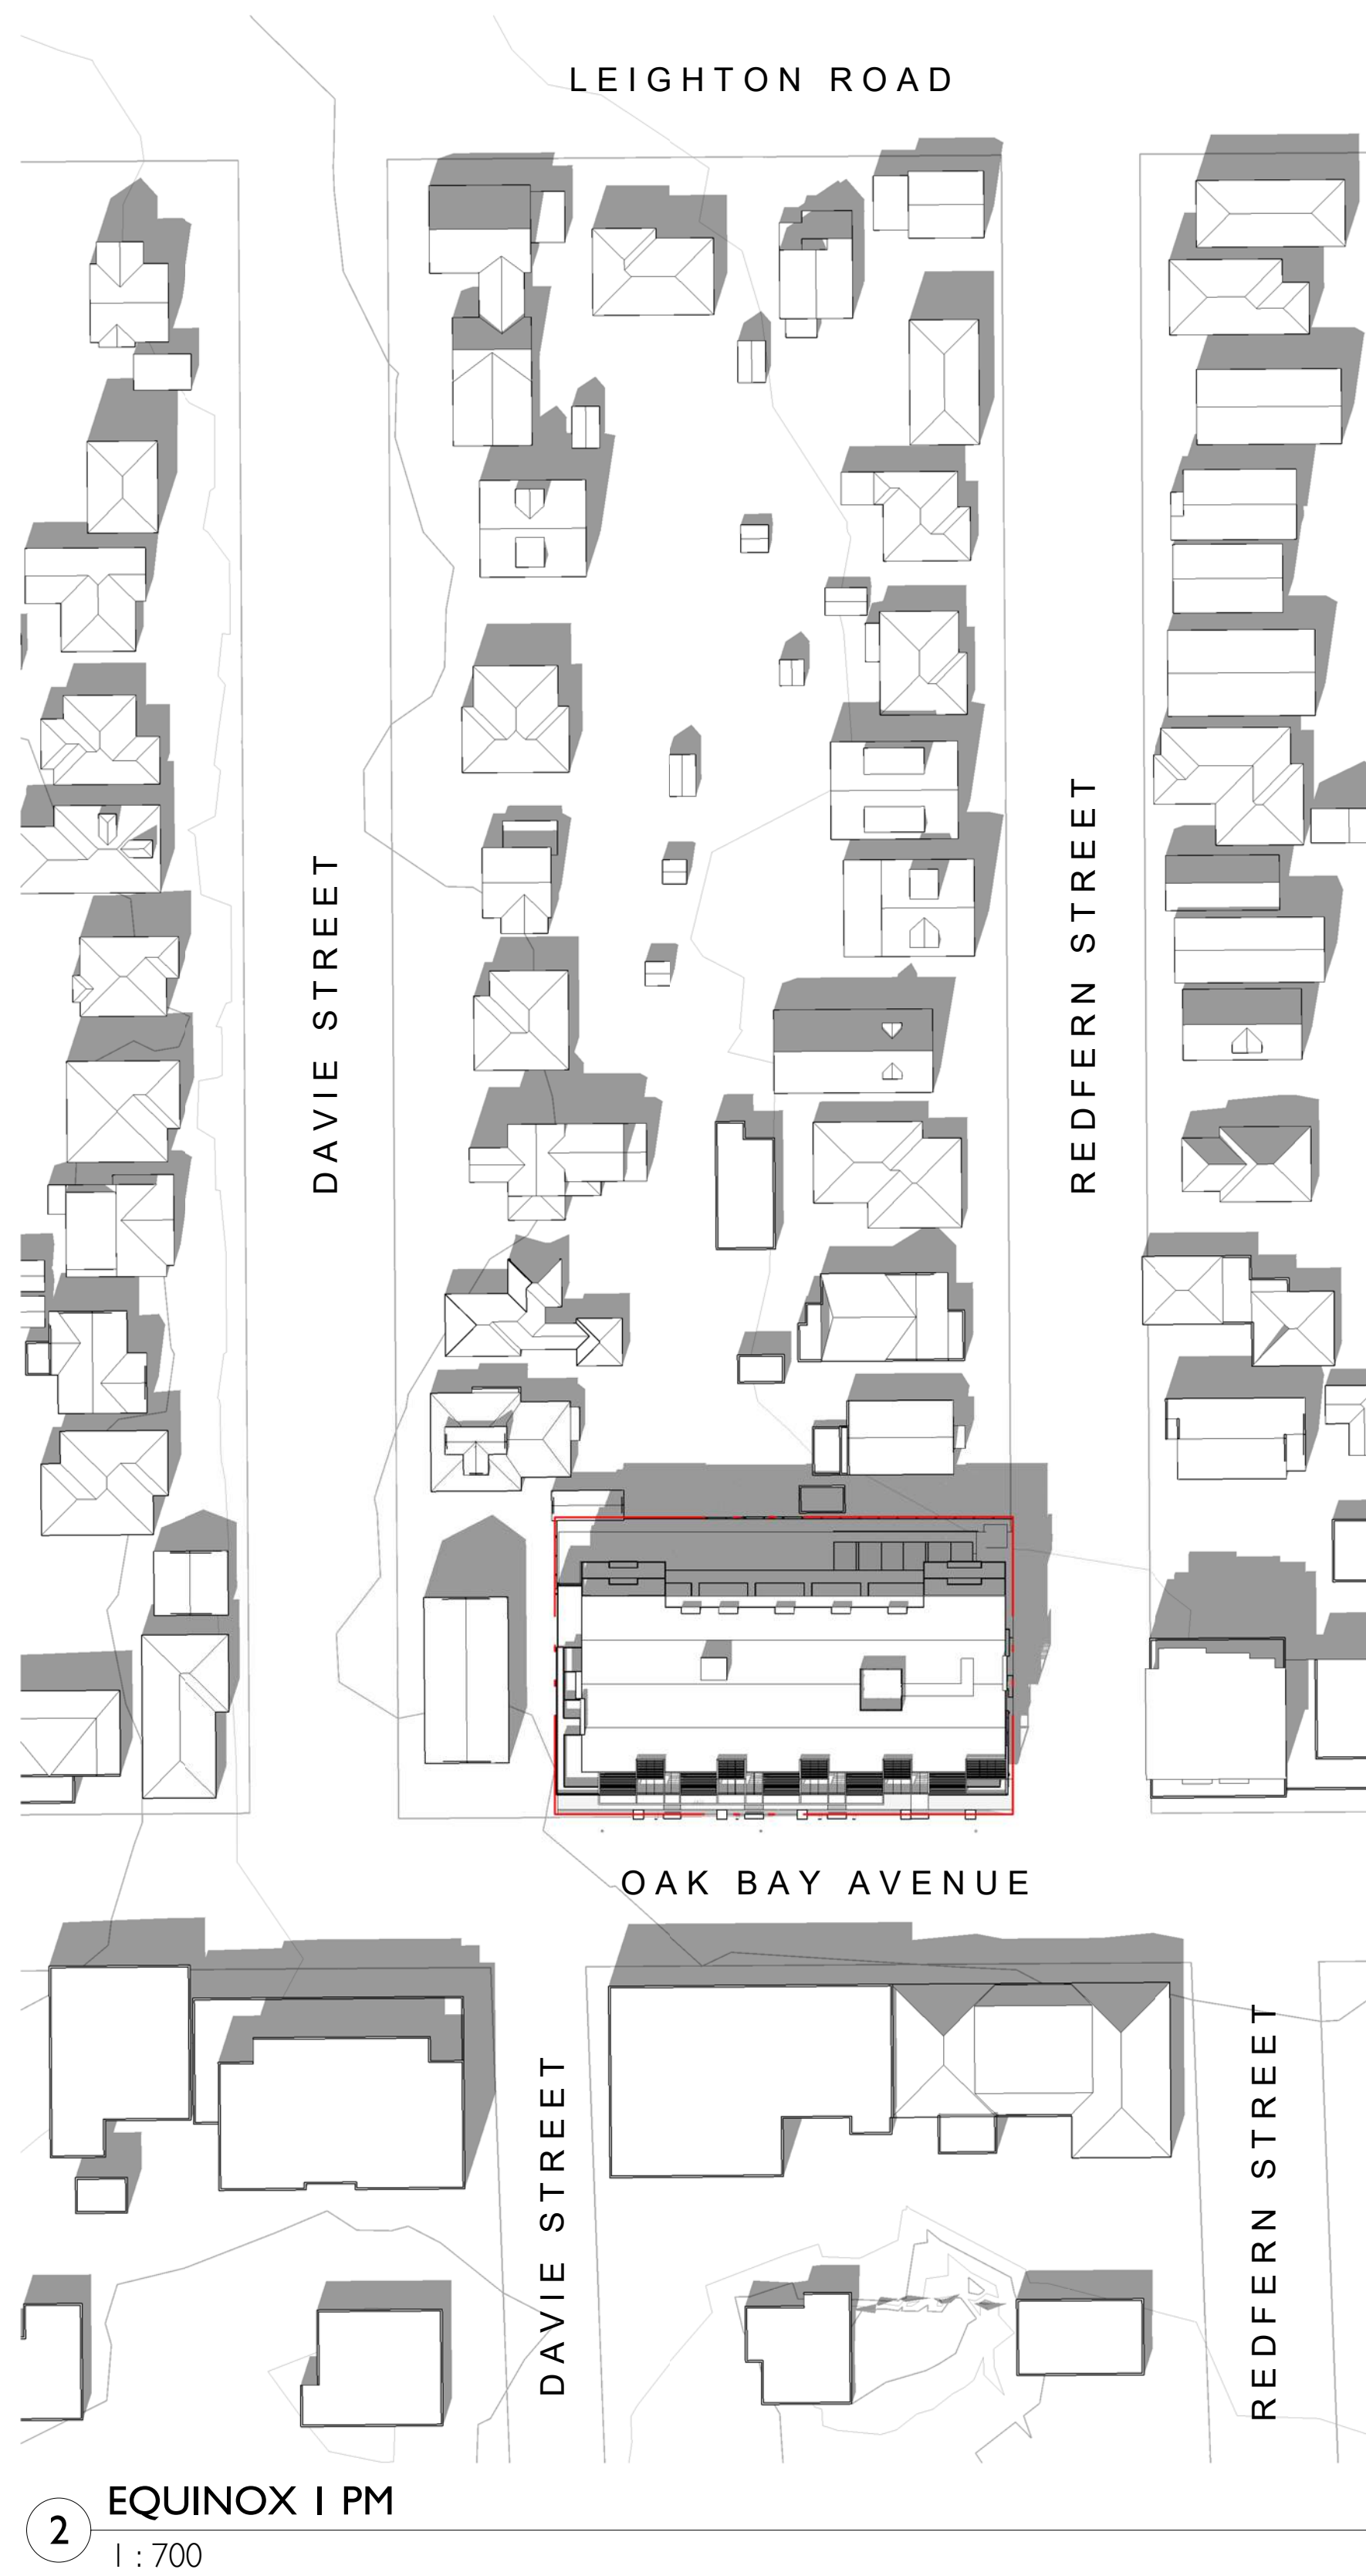 LEIGHTON ROAD
DAVIE STREET
REDFERN STREET
OAK BAY AVENUE
DAVIE STREET
REDFERN STREET
2
EQUINOX 1 PM
1 : 700